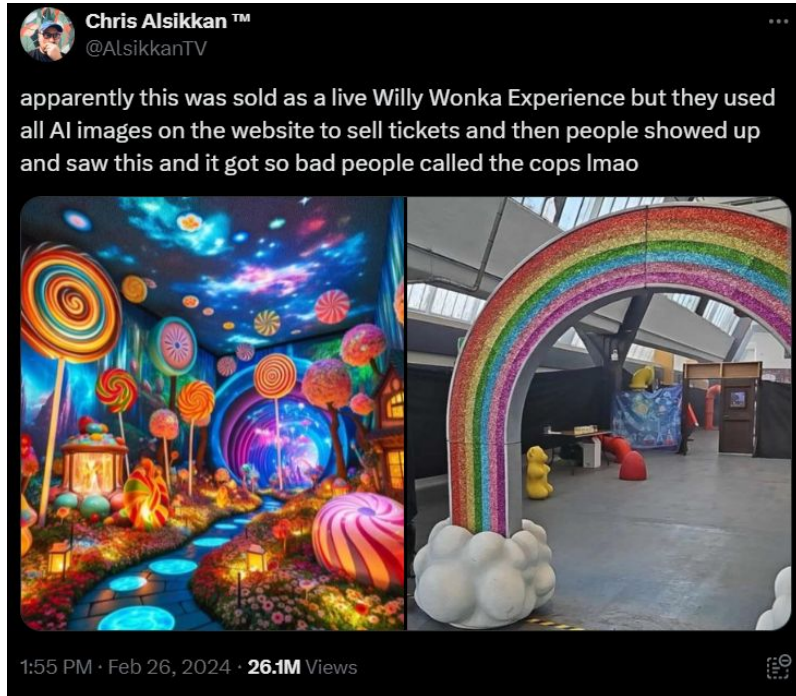 Chris Alsikkan ™
@AlsikkanTV
apparently this was sold as a live Willy Wonka Experience but they used
all AI images on the website to sell tickets and then people showed up
and saw this and it got so bad people called the cops lmao
1:55 PM · Feb 26, 2024 · 26.1M Views